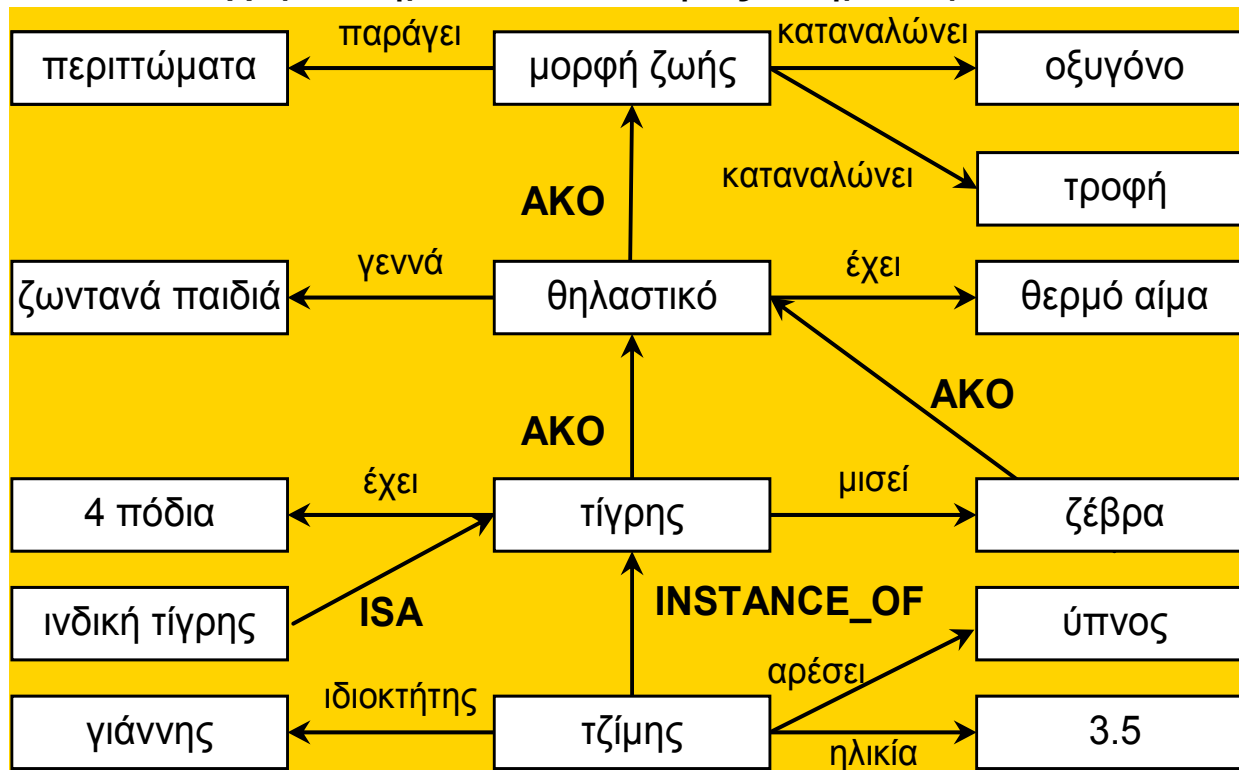 παράγει
καταναλώνει
περιττώματα
μορφή ζωής
οξυγόνο
καταναλώνει
τροφή
AKO
γεννά
έχει
ζωντανά παιδιά
θηλαστικό
θερμό αίμα
AKO
AKO
έχει
μισεί
4 πόδια
τίγρης
ζέβρα
ινδική τίγρης
ISA
INSTANCE_OF
ύπνος
αρέσει
ιδιοκτήτης
γιάννης
τζίμης
3.5
ηλικία